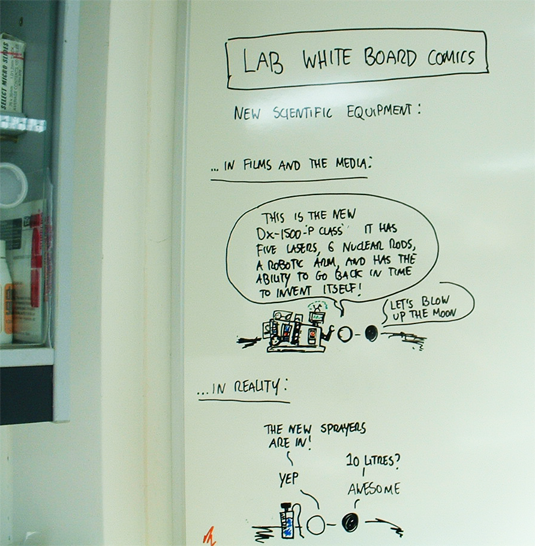 SELECT MICRO SLIDES
LAB WHITE BOARD COMICS
NEW SCIENTIFIC EQUIPMENT:
...IN FILMS AND THE MEDIA:
THIS IS THE NEW
DX-1500-'P CLASS' IT HAS
FIVE LASERS, 6 NUCLEAR RODS,
A ROBOTIC ARM, AND HAS THE
ABILITY TO GO BACK IN TIME
TO INVENT ITSELF!
LET'S BLOW
UP THE MOON
...IN REALITY:
THE NEW SPRAYERS
ARE IN!
YEP
10 LITRES?
AWESOME